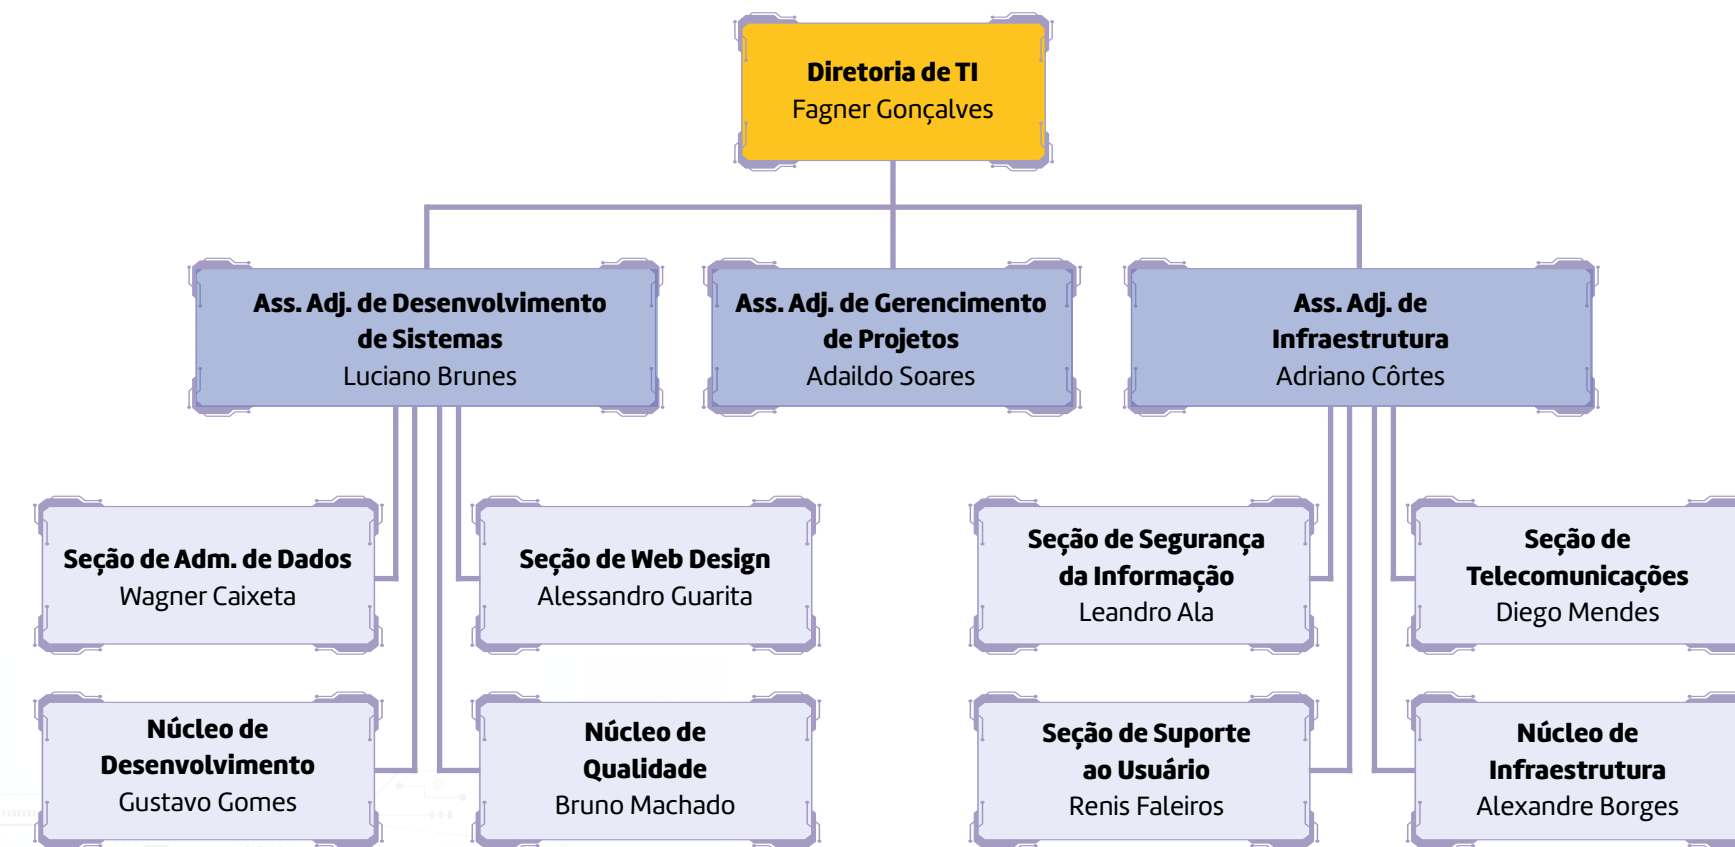 Diretoria de TI
Fagner Gonçalves
Ass. Adj. de Desenvolvimento
de Sistemas
Luciano Brunes
Ass. Adj. de Gerencimento
de Projetos
Adaildo Soares
Ass. Adj. de
Infraestrutura
Adriano Côrtes
Seção de Adm. de Dados
Wagner Caixeta
Seção de Web Design
Alessandro Guarita
Seção de Segurança
da Informação
Leandro Ala
Seção de
Telecomunicações
Diego Mendes
Núcleo de
Desenvolvimento
Gustavo Gomes
Núcleo de
Qualidade
Bruno Machado
Seção de Suporte
ao Usuário
Renis Faleiros
Núcleo de
Infraestrutura
Alexandre Borges